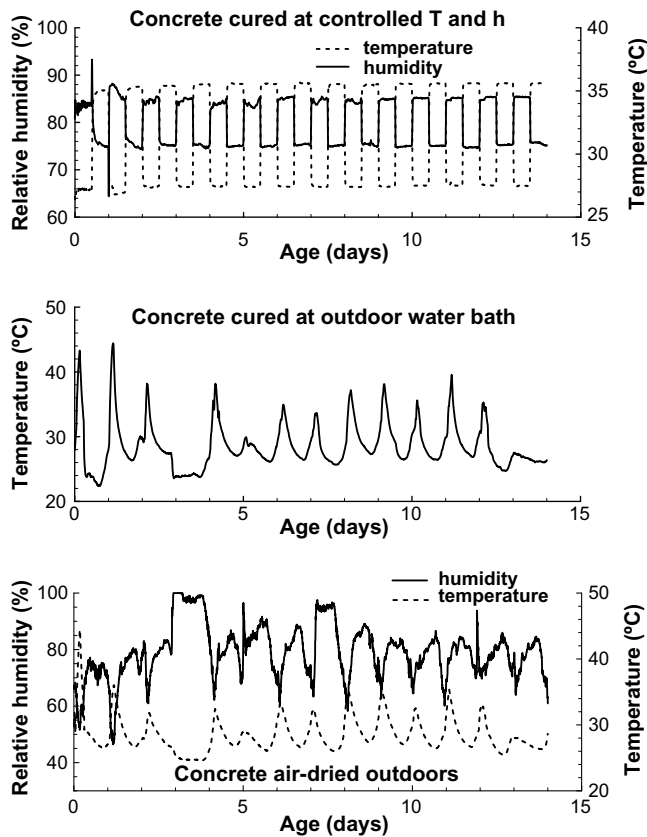 Concrete cured at controlled T and h
Relative humidity (%)
100
90
80
70
60
temperature
humidity
40
35
30
25
Temperature (ºC)
0
5
10
15
Age (days)
Concrete cured at outdoor water bath
Temperature (ºC)
50
40
30
20
0
5
10
15
Age (days)
Relative humidity (%)
100
80
60
40
humidity
temperature
50
40
30
20
Temperature (ºC)
Concrete air-dried outdoors
0
5
10
15
Age (days)